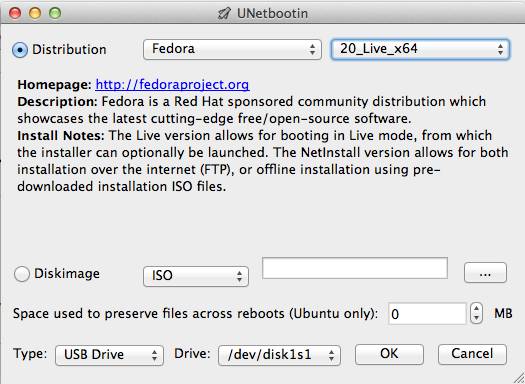 UNetbootin
Distribution Fedora 20_Live_x64
Homepage: http://fedoraproject.org
Description: Fedora is a Red Hat sponsored community distribution which
showcases the latest cutting-edge free/open-source software.
Install Notes: The Live version allows for booting in Live mode, from which
the installer can optionally be launched. The NetInstall version allows for both
installation over the internet (FTP), or offline installation using pre-
downloaded installation ISO files.
Diskimage ISO ...
Space used to preserve files across reboots (Ubuntu only): 0 MB
Type: USB Drive Drive: /dev/disk1s1 OK Cancel